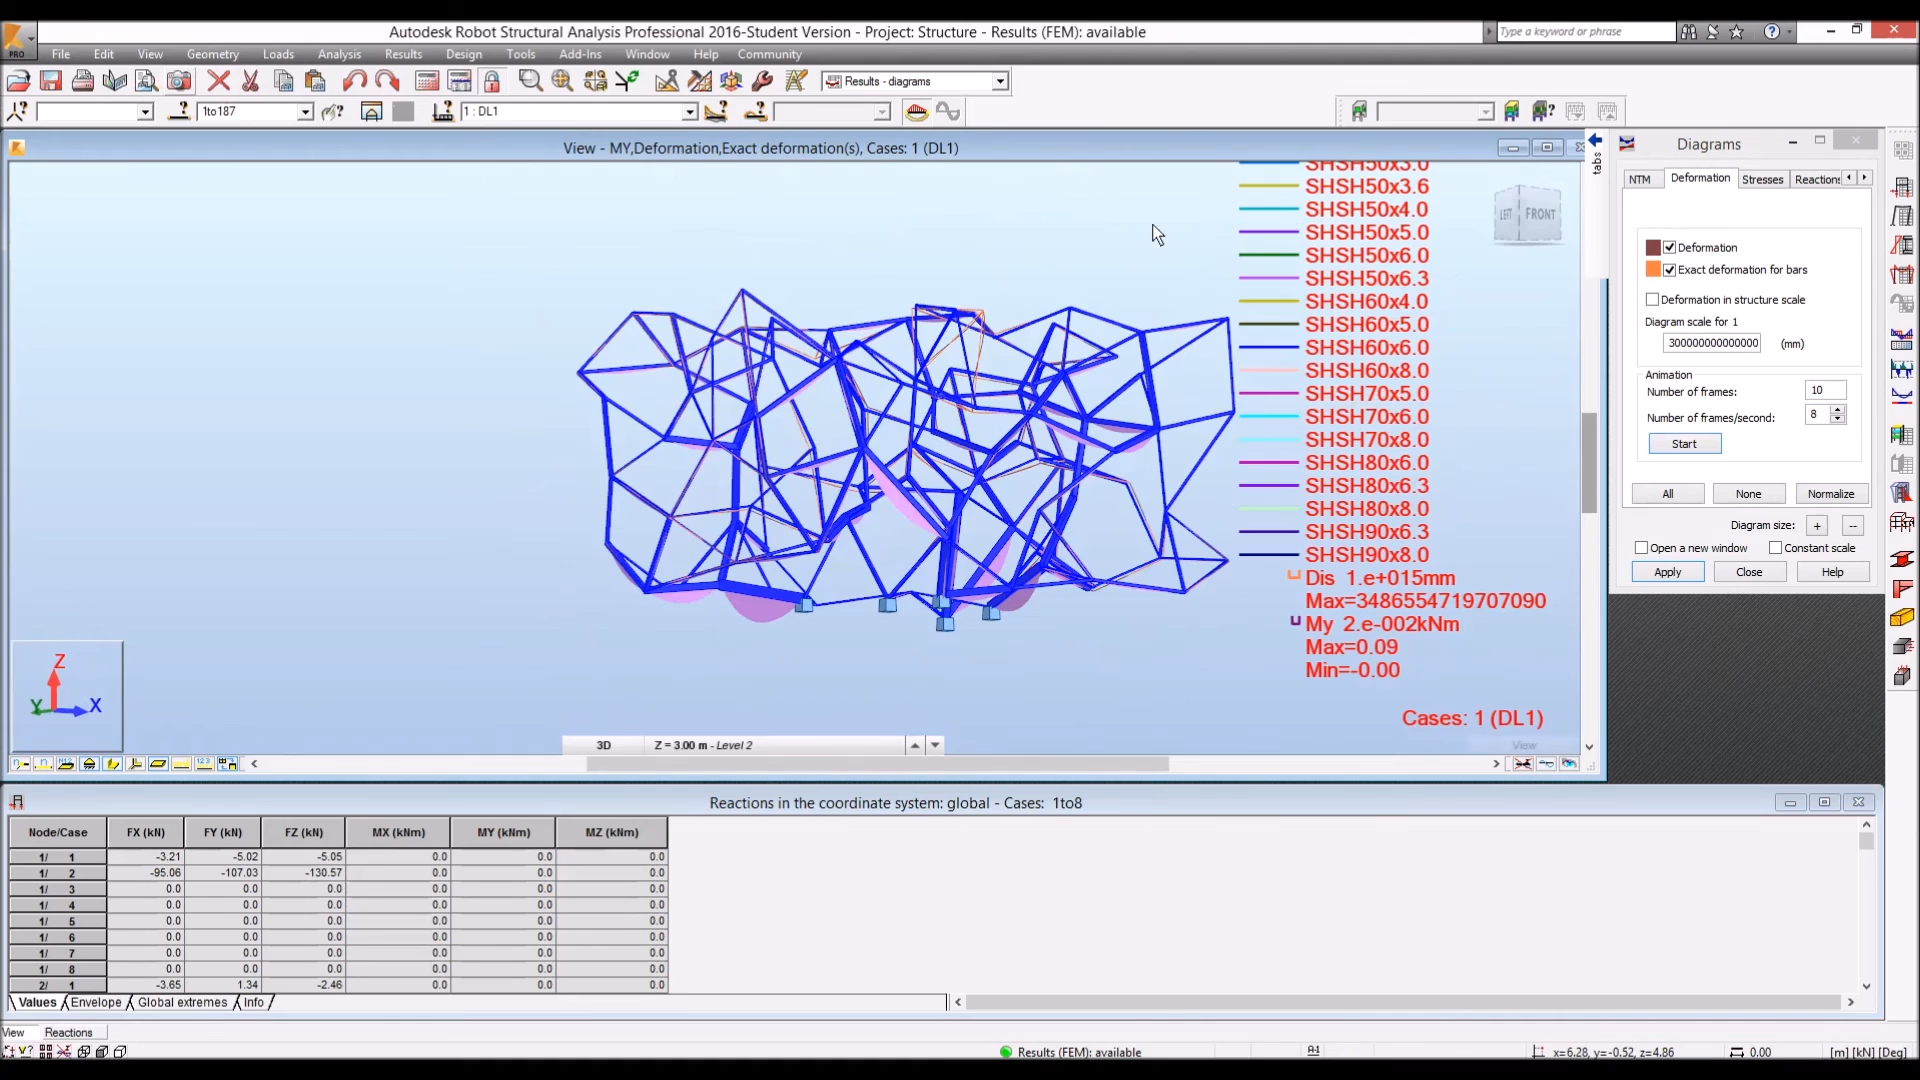 Autodesk Robot Structural Analysis Professional 2016-Student Version - Project: Structure - Results (FEM): available
Type a keyword or phrase
PRO
File Edit View Geometry Loads Analysis Results Design Tools Add-Ins Window Help Community
Results - diagrams
1to187
1 : DL1
View - MY,Deformation,Exact deformation(s), Cases: 1 (DL1)
tabs
Diagrams
NTM Deformation Stresses Reactions
SHSH50x3.0
SHSH50x3.6
SHSH50x4.0
SHSH50x5.0
SHSH50x6.0
SHSH50x6.3
SHSH60x4.0
SHSH60x5.0
SHSH60x6.0
SHSH60x8.0
SHSH70x5.0
SHSH70x6.0
SHSH70x8.0
SHSH80x6.0
SHSH80x6.3
SHSH80x8.0
SHSH90x6.3
SHSH90x8.0
Dis 1.e+015mm
Max=3486554719707090
My 2.e-002kNm
Max=0.09
Min=-0.00
Cases: 1 (DL1)
LEFT FRONT
Deformation
Exact deformation for bars
Deformation in structure scale
Diagram scale for 1
300000000000000 (mm)
Animation
Number of frames: 10
Number of frames/second: 8
Start
All None Normalize
Diagram size: + --
Open a new window Constant scale
Apply Close Help
Z
Y X
3D Z = 3.00 m - Level 2
View
Reactions in the coordinate system: global - Cases: 1to8
Node/Case FX (kN) FY (kN) FZ (kN) MX (kNm) MY (kNm) MZ (kNm)
1/ 1 -3.21 -5.02 -5.05 0.0 0.0 0.0
1/ 2 -95.06 -107.03 -130.57 0.0 0.0 0.0
1/ 3 0.0 0.0 0.0 0.0 0.0 0.0
1/ 4 0.0 0.0 0.0 0.0 0.0 0.0
1/ 5 0.0 0.0 0.0 0.0 0.0 0.0
1/ 6 0.0 0.0 0.0 0.0 0.0 0.0
1/ 7 0.0 0.0 0.0 0.0 0.0 0.0
1/ 8 0.0 0.0 0.0 0.0 0.0 0.0
2/ 1 -3.65 1.34 -2.46 0.0 0.0 0.0
Values Envelope Global extremes Info
View Reactions
Results (FEM): available
x=6.28, y=-0.52, z=4.86
0.00
[m] [kN] [Deg]